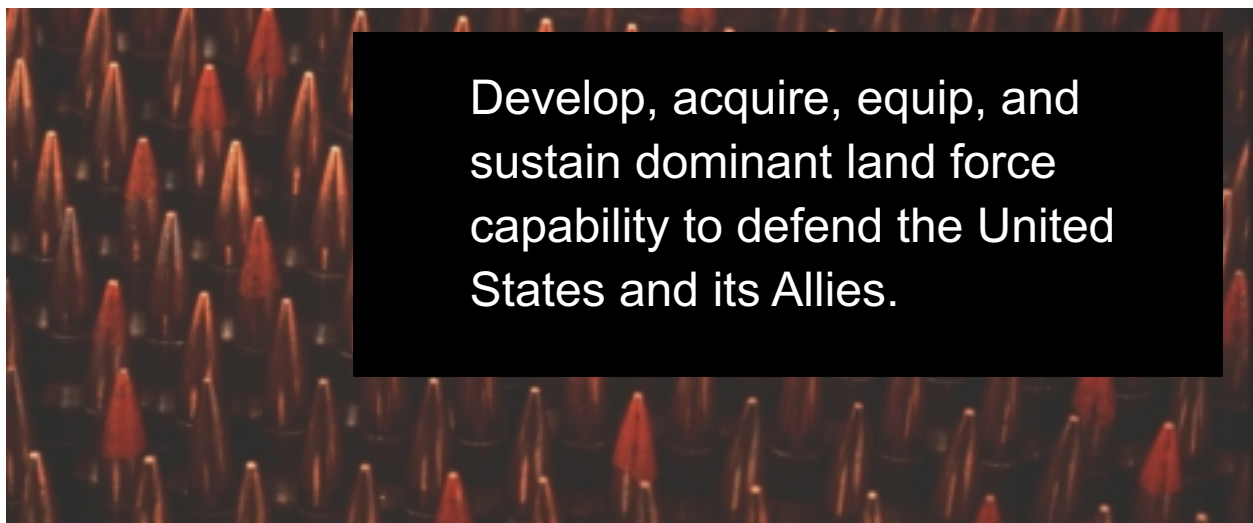 Develop, acquire, equip, and
sustain dominant land force
capability to defend the United
States and its Allies.